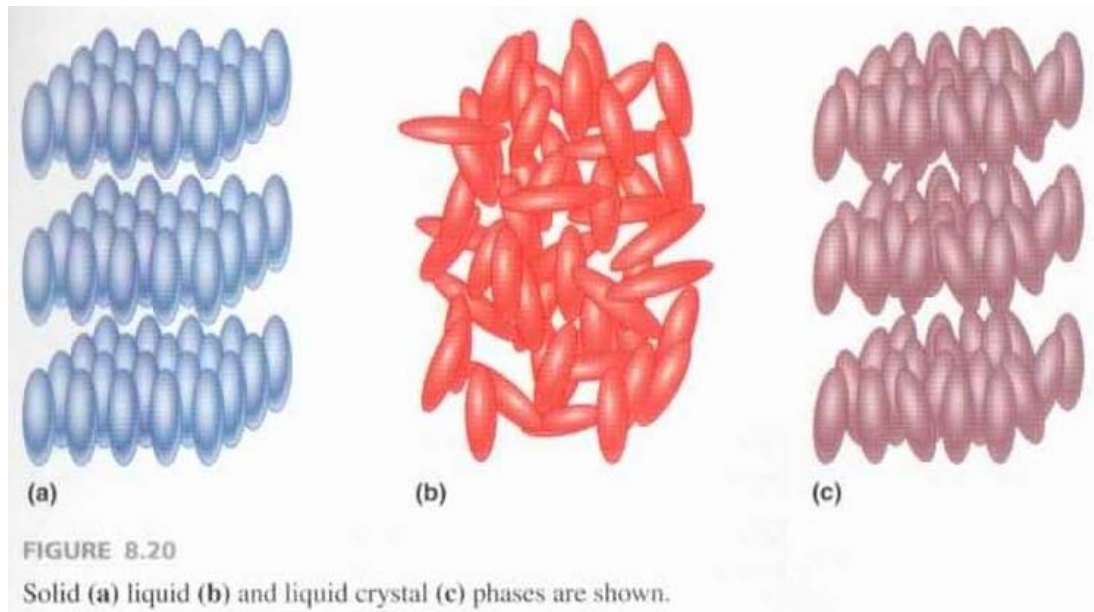 (a)
(b)
(c)
FIGURE 8.20
Solid (a) liquid (b) and liquid crystal (c) phases are shown.